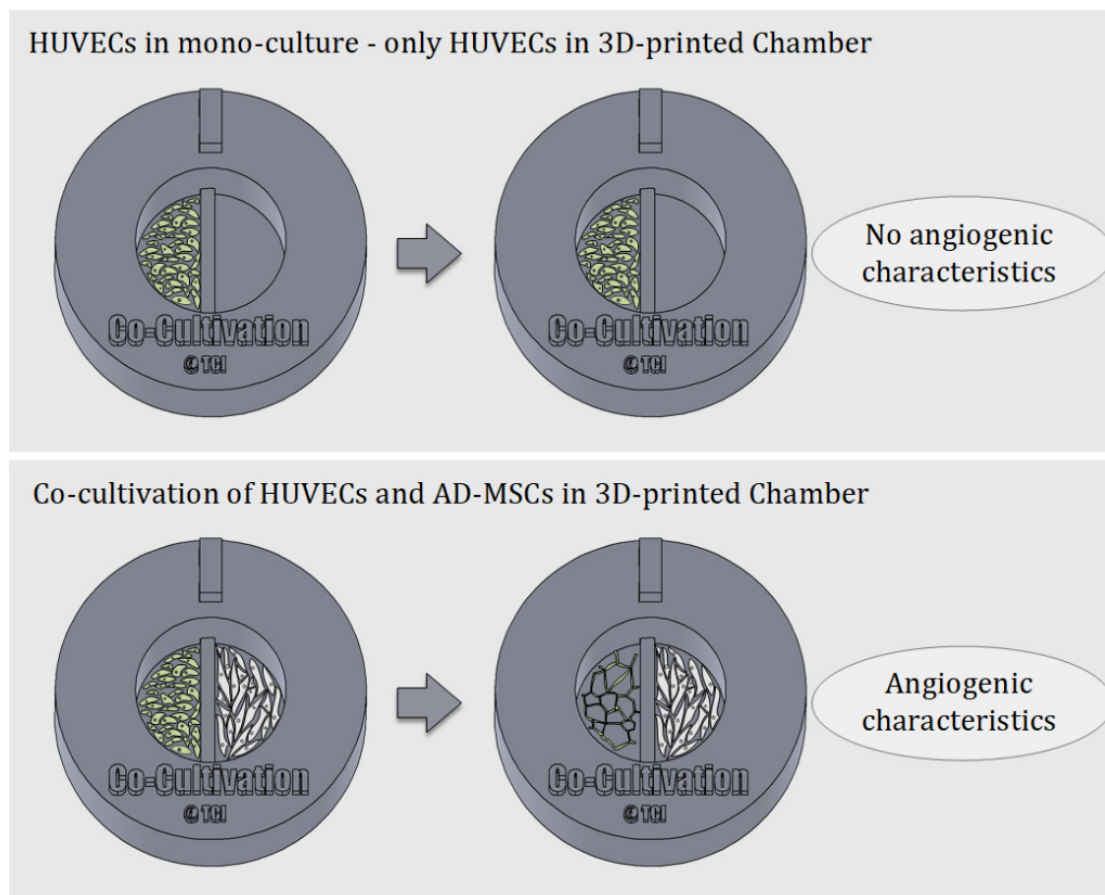 HUVECs in mono-culture - only HUVECs in 3D-printed Chamber
Co-Cultivation
@ TCI
Co-Cultivation
@ TCI
No angiogenic
characteristics
Co-cultivation of HUVECs and AD-MSCs in 3D-printed Chamber
Co-Cultivation
@ TCI
Co-Cultivation
@ TCI
Angiogenic
characteristics